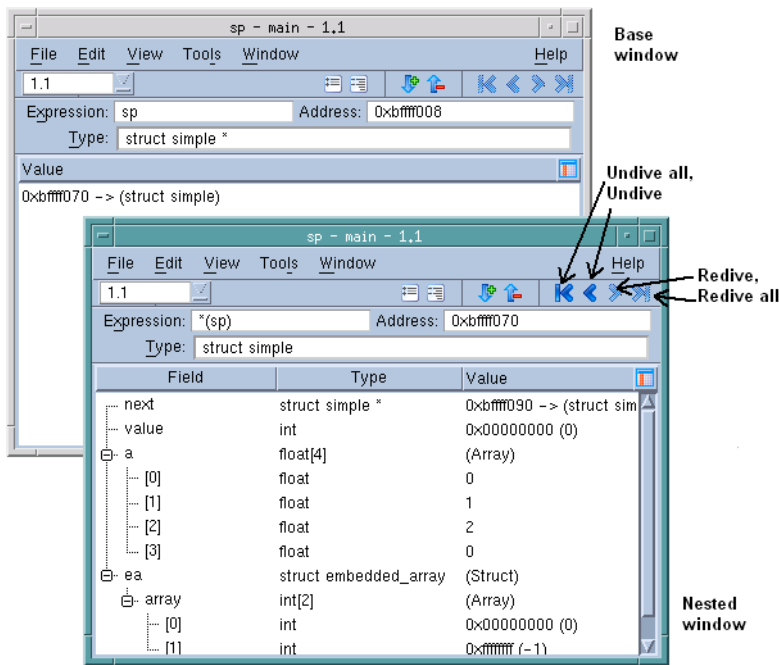 sp - main - 1.1
Base
window
File Edit View Tools Window Help
1.1
Expression: sp Address: 0xbffff008
Type: struct simple *
Value
0xbffff070 -> (struct simple)
Undive all,
Undive
sp - main - 1.1
File Edit View Tools Window Help
1.1
Redive,
Redive all
Expression: *(sp) Address: 0xbffff070
Type: struct simple
Field Type Value
next struct simple * 0xbffff090 -> (struct sim
value int 0x00000000 (0)
a float[4] (Array)
[0] float 0
[1] float 1
[2] float 2
[3] float 0
ea struct embedded_array (Struct)
array int[2] (Array)
[0] int 0x00000000 (0)
[1] int 0xffffffff (-1)
Nested
window